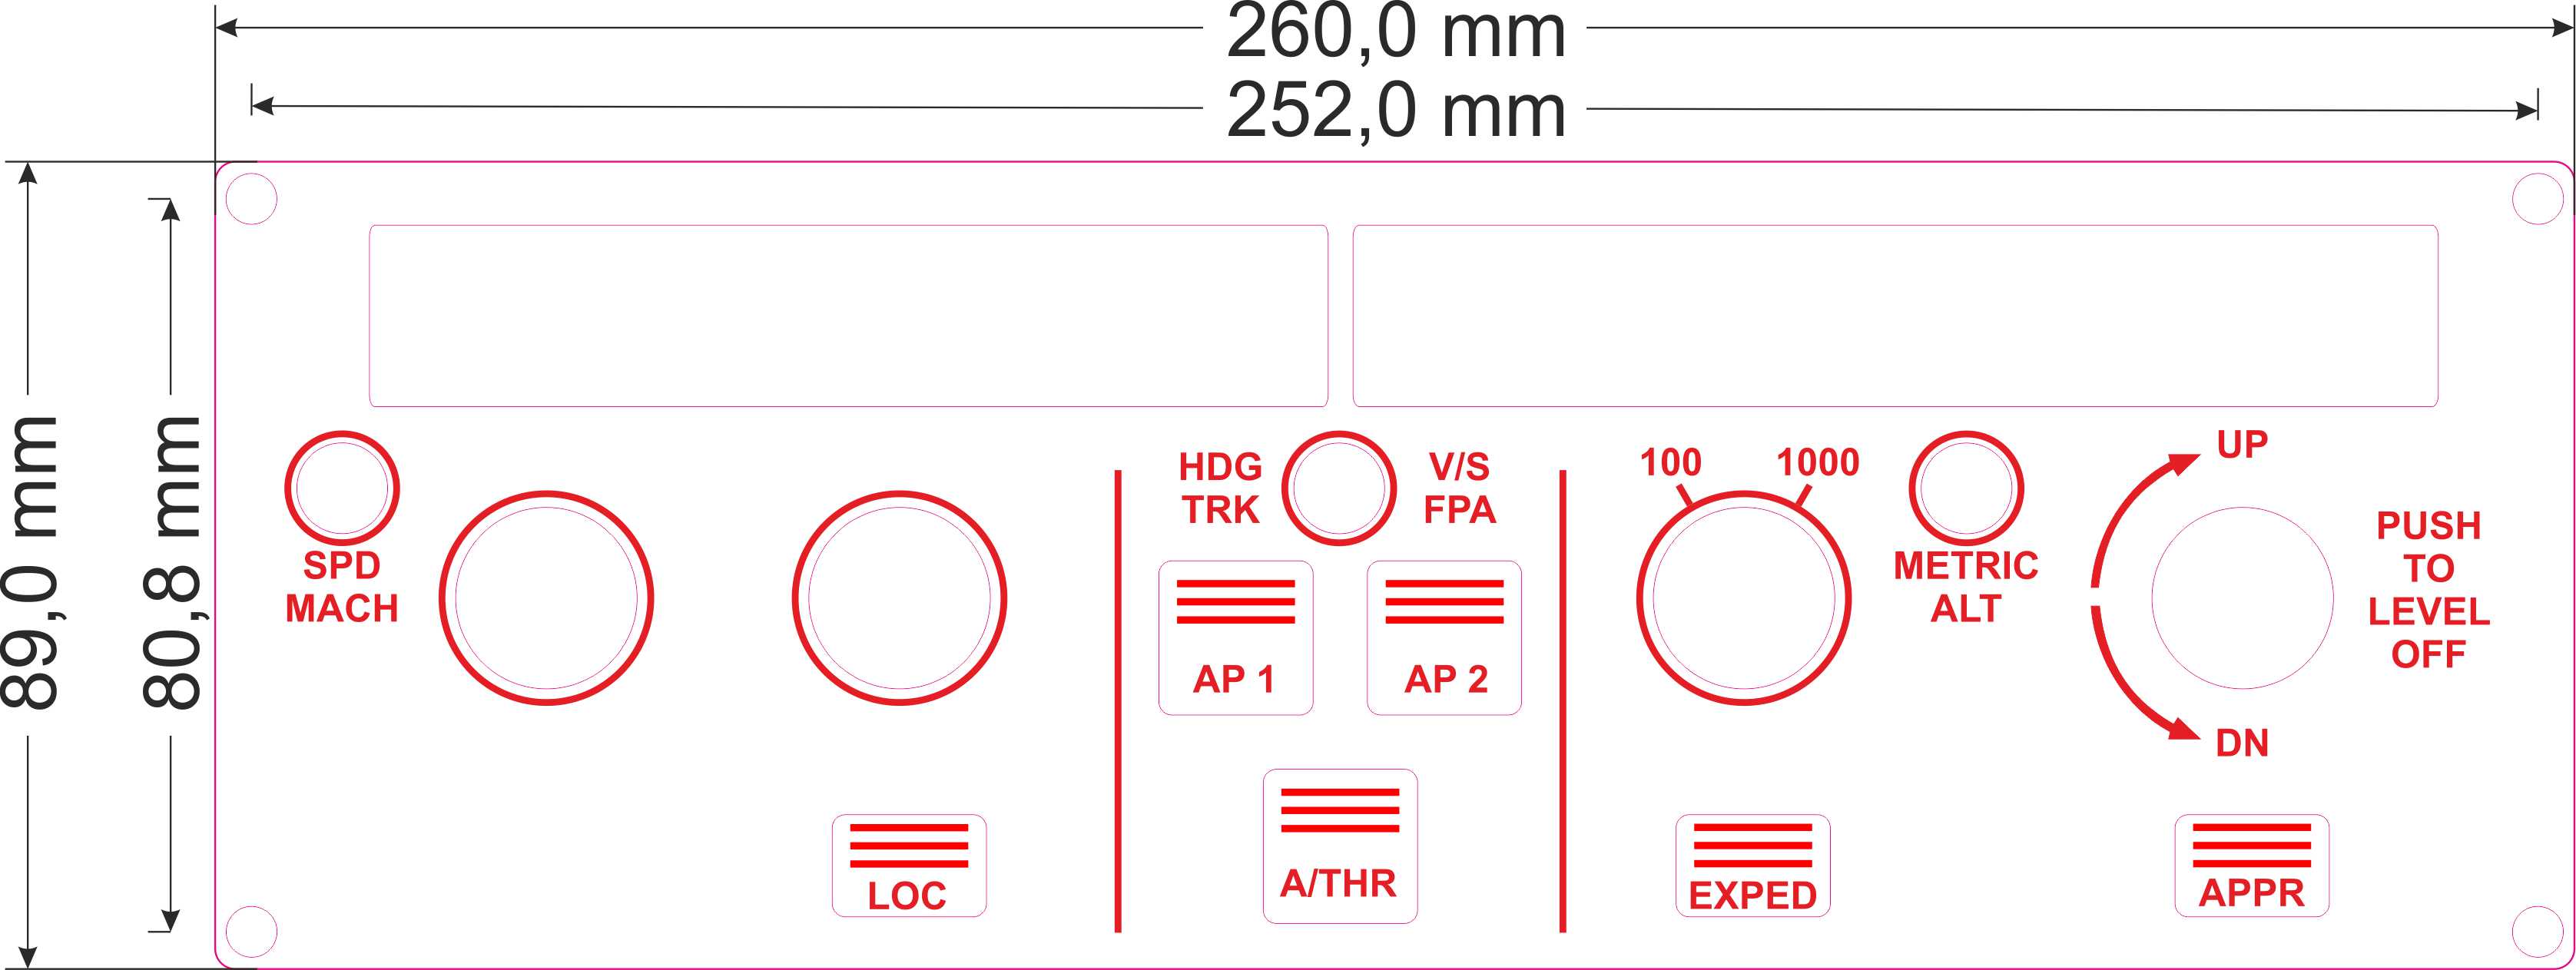 260,0 mm
252,0 mm
89,0 mm
80,8 mm
SPD
MACH
HDG
TRK
V/S
FPA
100
1000
METRIC
ALT
UP
PUSH
TO
LEVEL
OFF
DN
AP 1
AP 2
LOC
A/THR
EXPED
APPR